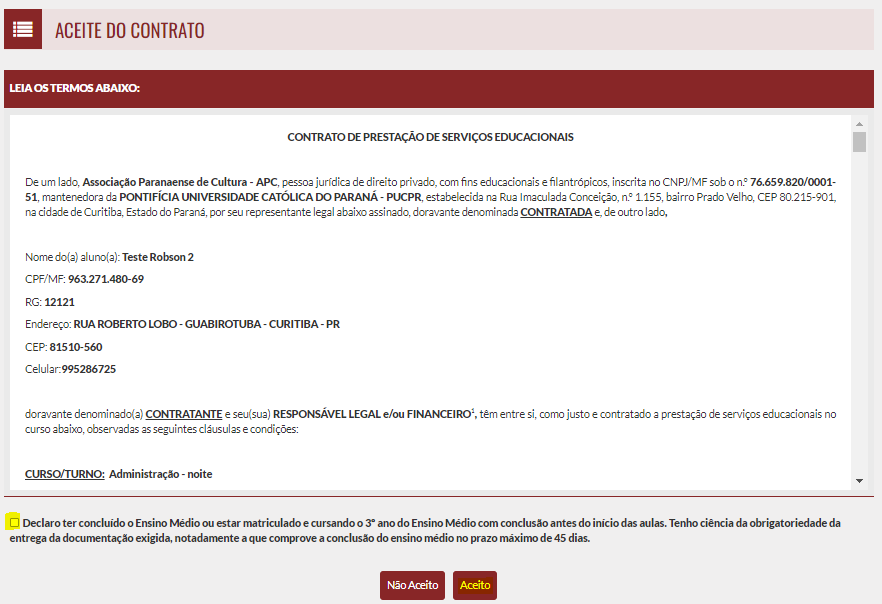 ACEITE DO CONTRATO
LEIA OS TERMOS ABAIXO:
CONTRATO DE PRESTAÇÃO DE SERVIÇOS EDUCACIONAIS
De um lado, Associação Paranaense de Cultura - APC, pessoa jurídica de direito privado, com fins educacionais e filantrópicos, inscrita no CNPJ/MF sob o n.º 76.659.820/0001-
51, mantenedora da PONTIFÍCIA UNIVERSIDADE CATÓLICA DO PARANÁ - PUCPR, estabelecida na Rua Imaculada Conceição, n.º 1.155, bairro Prado Velho, CEP 80.215-901,
na cidade de Curitiba, Estado do Paraná, por seu representante legal abaixo assinado, doravante denominada CONTRATADA e, de outro lado,
Nome do(a) aluno(a): Teste Robson 2
CPF/MF: 963.271.480-69
RG: 12121
Endereço: RUA ROBERTO LOBO - GUABIROTUBA - CURITIBA - PR
CEP: 81510-560
Celular:995286725
doravante denominado(a) CONTRATANTE e seu(sua) RESPONSÁVEL LEGAL e/ou FINANCEIRO¹, têm entre si, como justo e contratado a prestação de serviços educacionais no
curso abaixo, observadas as seguintes cláusulas e condições:
CURSO/TURNO: Administração - noite
Declaro ter concluído o Ensino Médio ou estar matriculado e cursando o 3º ano do Ensino Médio com conclusão antes do início das aulas. Tenho ciência da obrigatoriedade da
entrega da documentação exigida, notadamente a que comprove a conclusão do ensino médio no prazo máximo de 45 dias.
Não Aceito Aceito